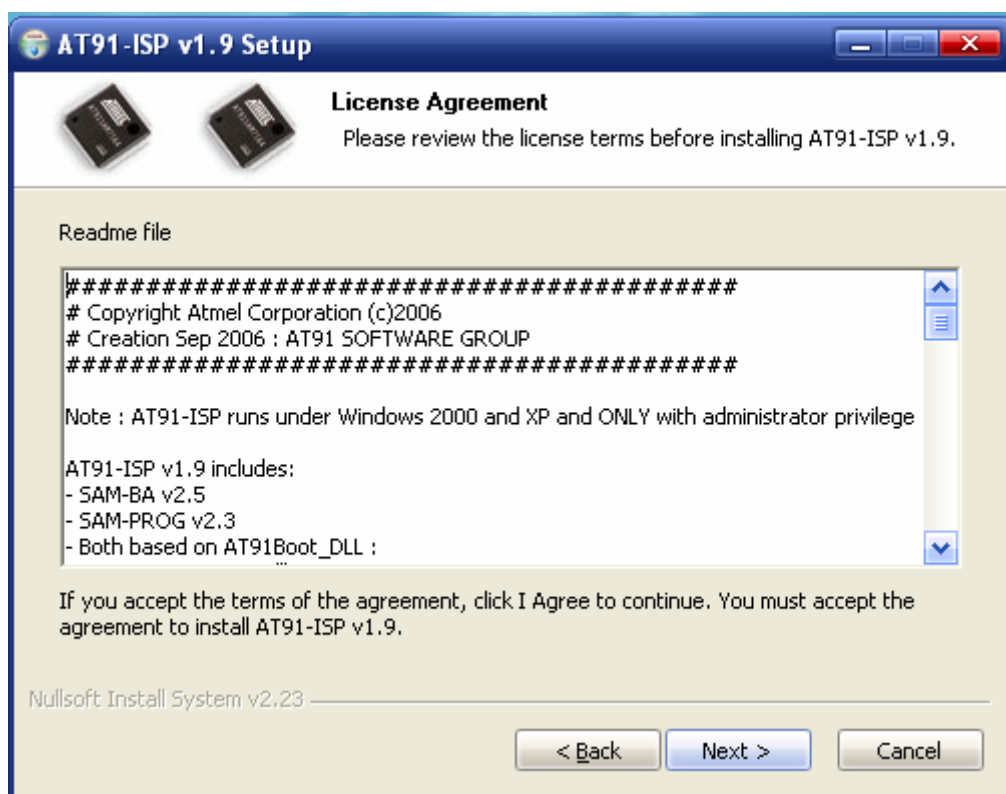 AT91-ISP v1.9 Setup
License Agreement
Please review the license terms before installing AT91-ISP v1.9.
Readme file
##########################################
# Copyright Atmel Corporation (c)2006
# Creation Sep 2006 : AT91 SOFTWARE GROUP
##########################################
Note : AT91-ISP runs under Windows 2000 and XP and ONLY with administrator privilege
AT91-ISP v1.9 includes:
- SAM-BA v2.5
- SAM-PROG v2.3
- Both based on AT91Boot_DLL :
If you accept the terms of the agreement, click I Agree to continue. You must accept the
agreement to install AT91-ISP v1.9.
Nullsoft Install System v2.23
< Back
Next >
Cancel